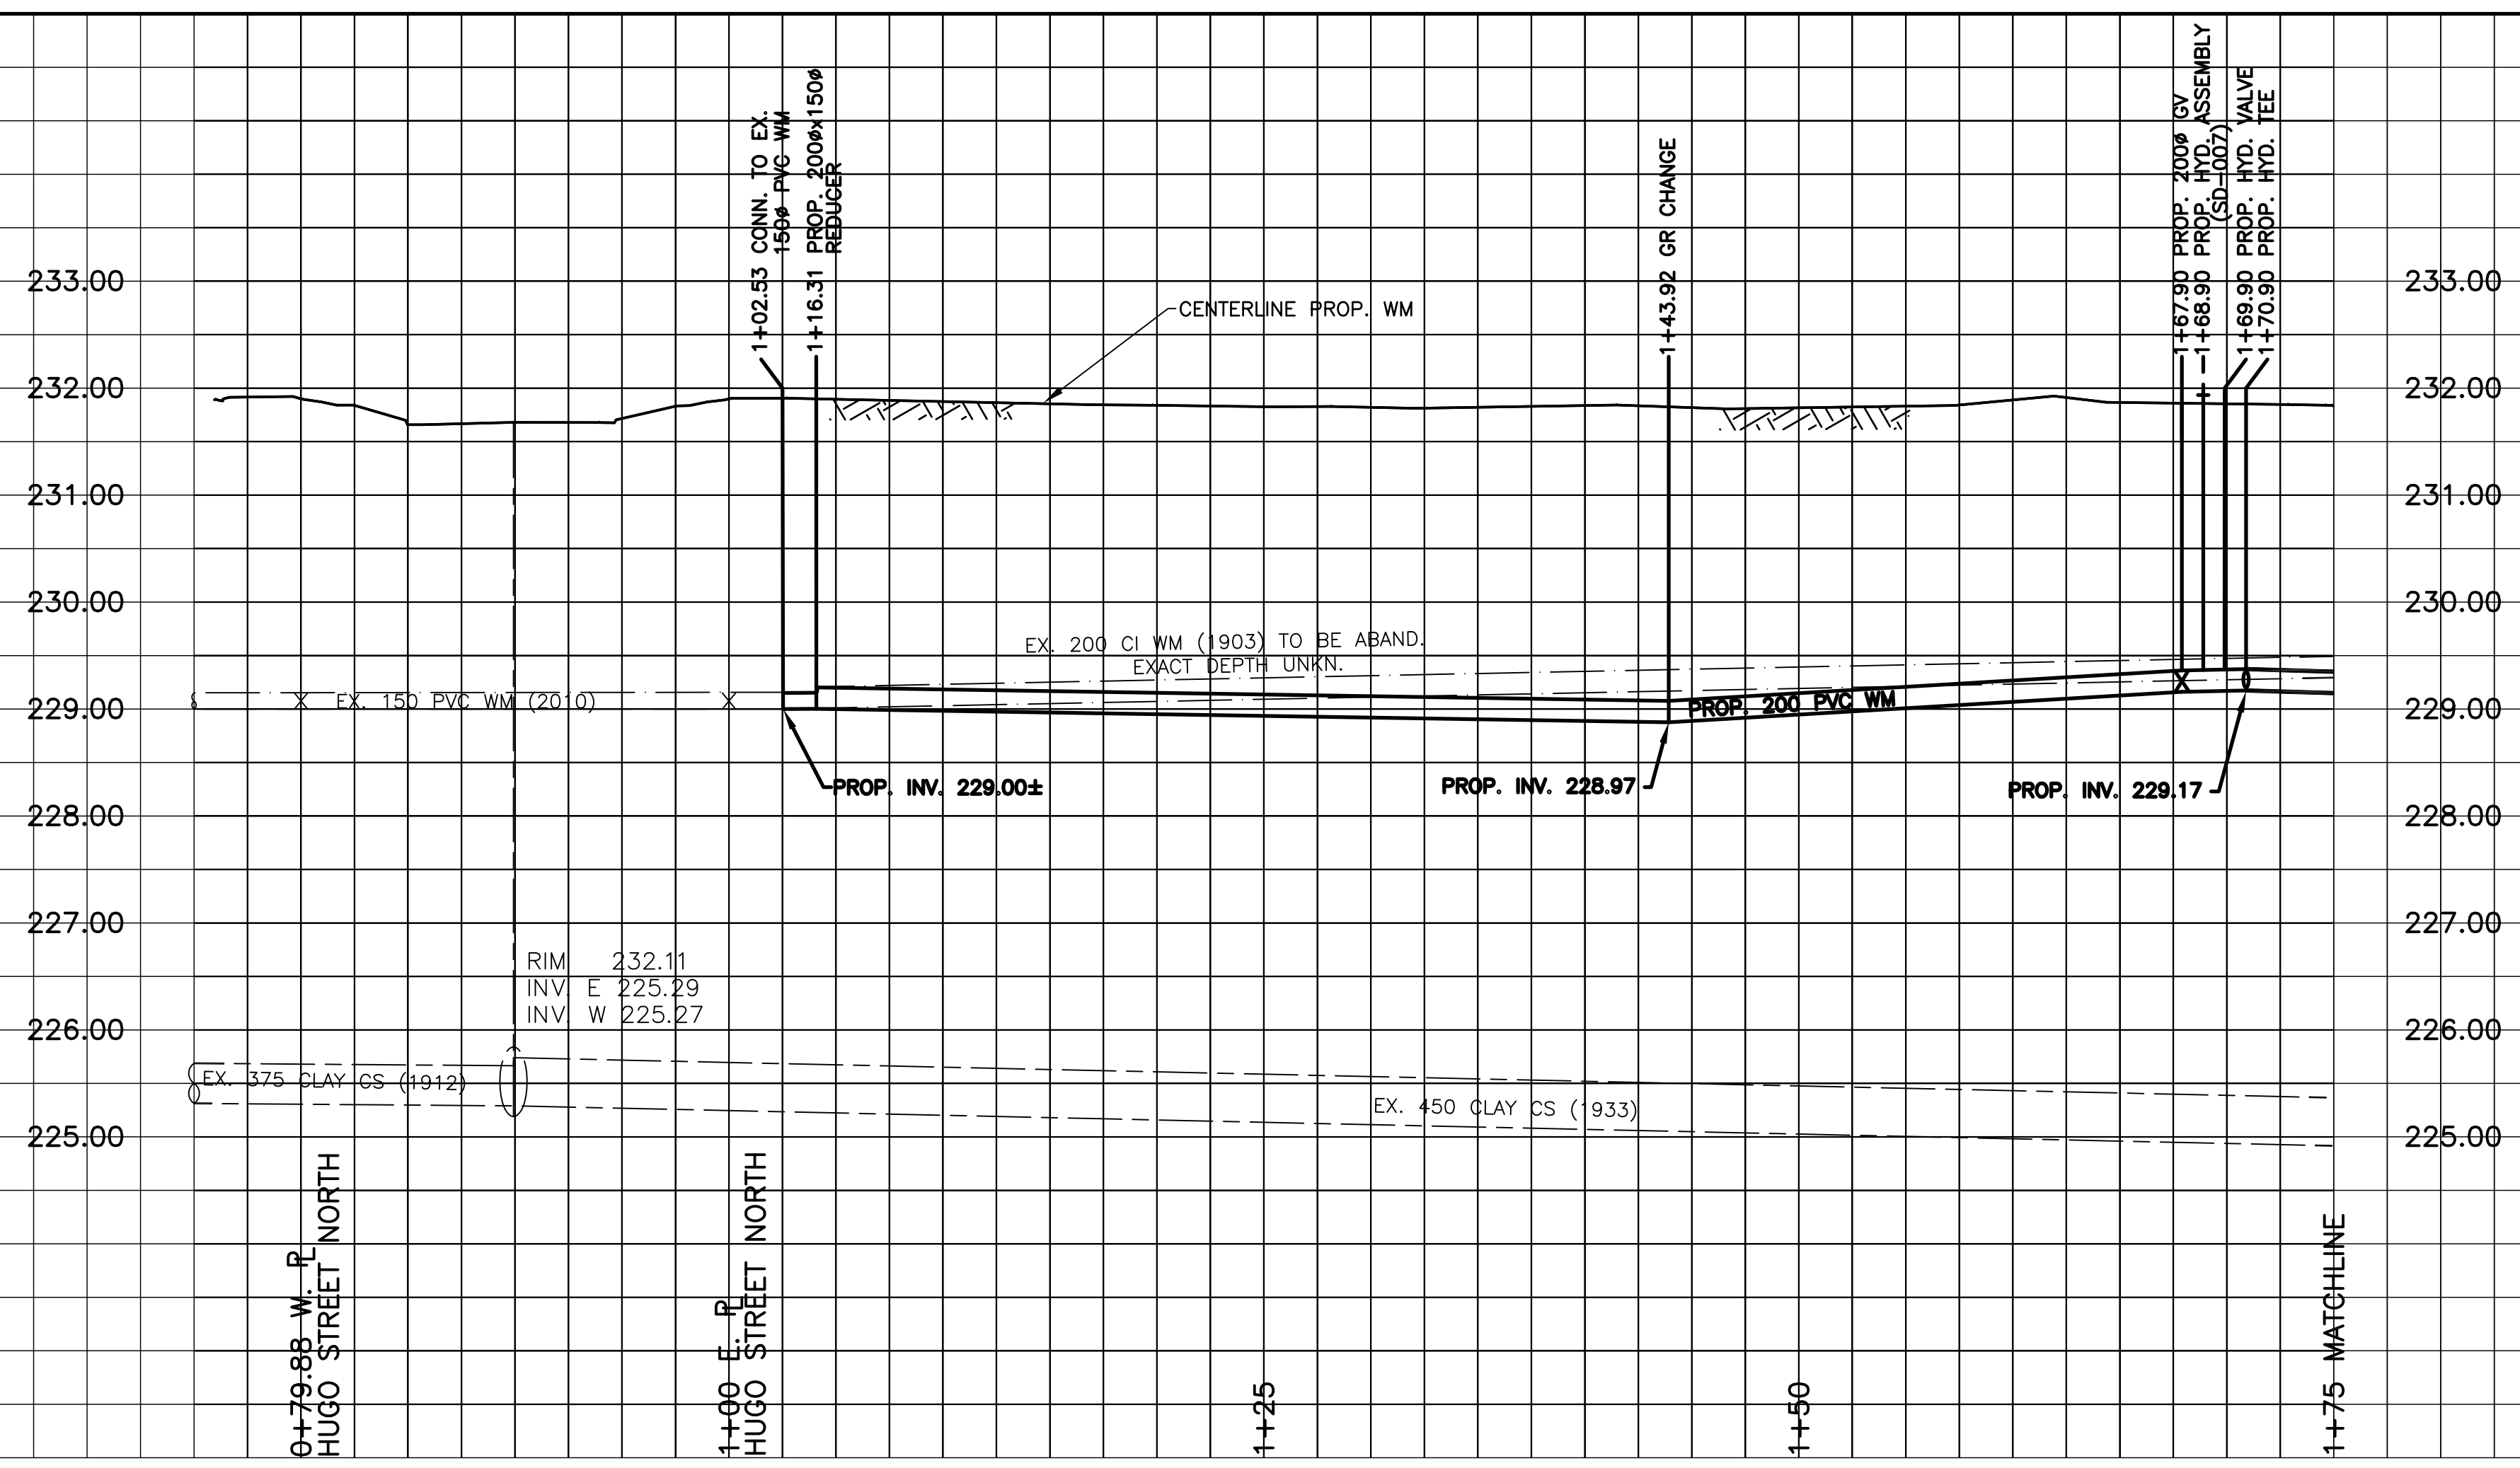 1+02.53 CONN. TO EX.
150ø PVC WM
1+16.31 PROP. 200øx150ø
REDUCER
1+43.92 GR CHANGE
1+67.90 PROP. 200ø GV
1+68.90 PROP. HYD. ASSEMBLY
(SD-007)
1+69.90 PROP. HYD. VALVE
1+70.90 PROP. HYD. TEE
233.00
233.00
CENTERLINE PROP. WM
232.00
232.00
231.00
231.00
230.00
230.00
EX. 200 CI WM (1903) TO BE ABAND.
EXACT DEPTH UNKN.
EX. 150 PVC WM (2010)
PROP. 200 PVC WM
229.00
229.00
PROP. INV. 229.00±
PROP. INV. 228.97
PROP. INV. 229.17
228.00
228.00
227.00
227.00
RIM 232.11
INV. E 225.29
INV. W 225.27
226.00
226.00
EX. 375 CLAY CS (1912)
EX. 450 CLAY CS (1933)
225.00
225.00
0+79.88 W. PL
HUGO STREET NORTH
1+00 E. PL
HUGO STREET NORTH
1+25
1+50
1+75 MATCHLINE